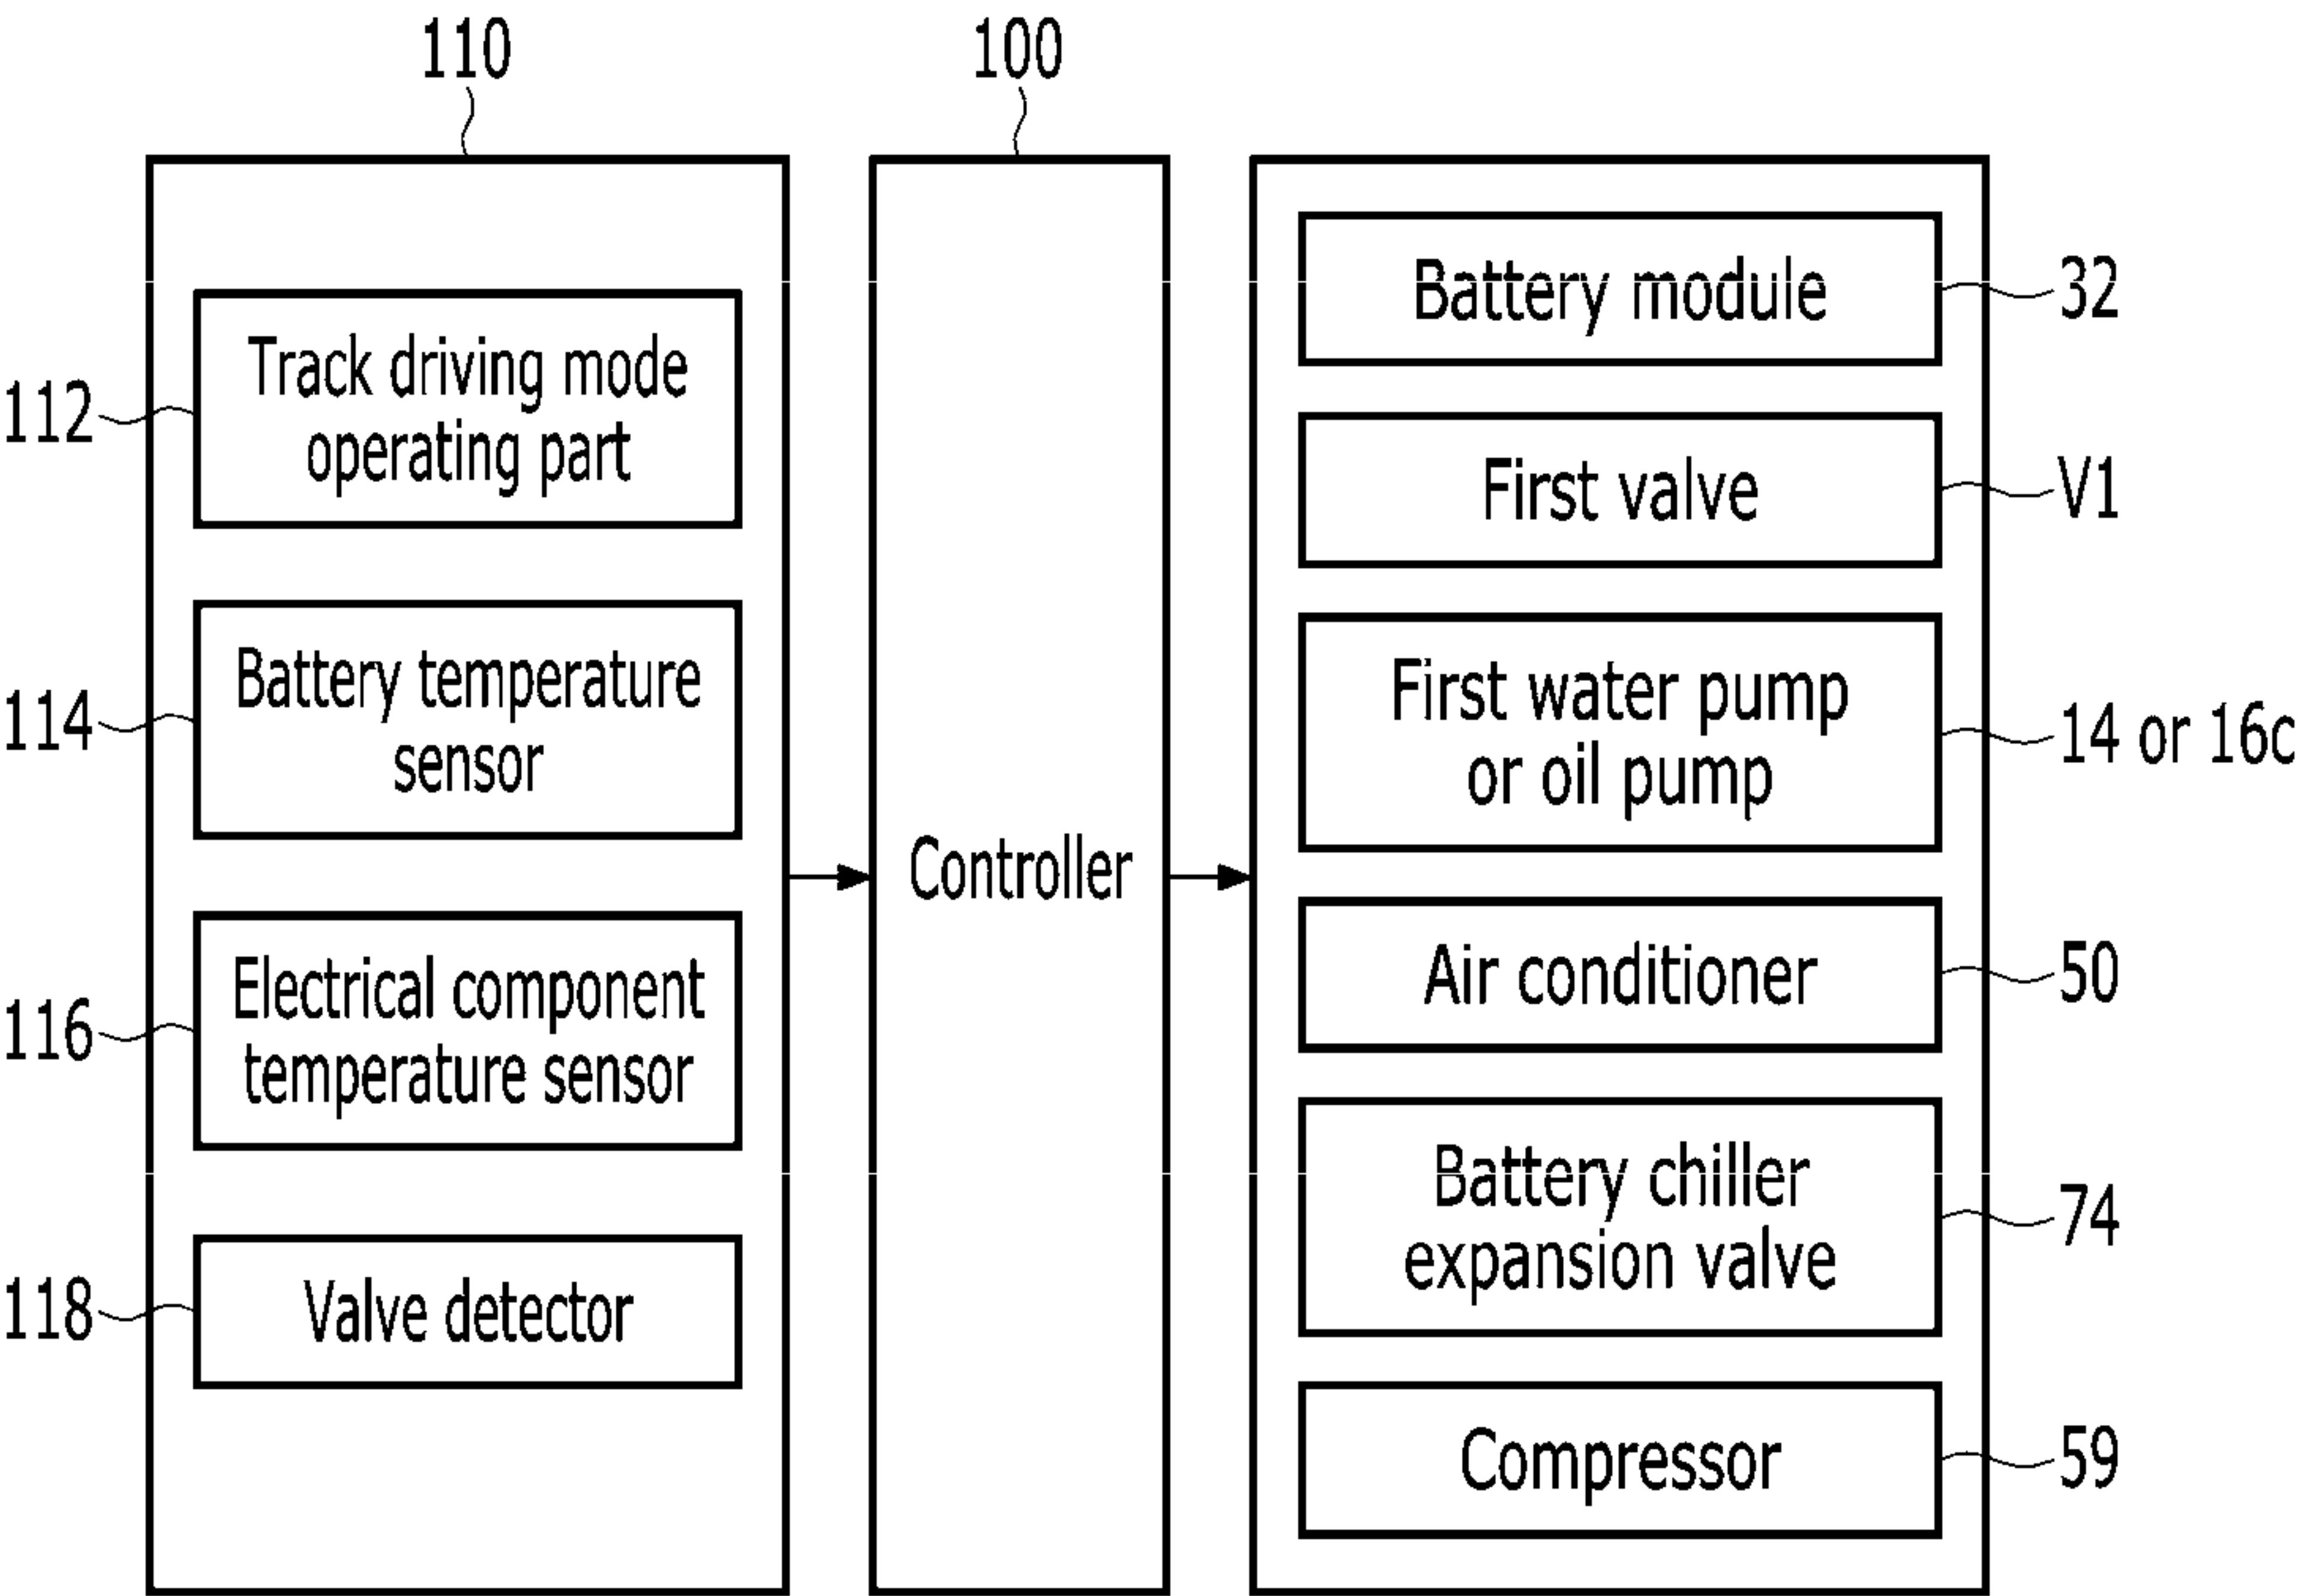 110
100
112
Track driving mode
operating part
114
Battery temperature
sensor
116
Electrical component
temperature sensor
118
Valve detector
Controller
Battery module
32
First valve
V1
First water pump
or oil pump
14 or 16c
Air conditioner
50
Battery chiller
expansion valve
74
Compressor
59